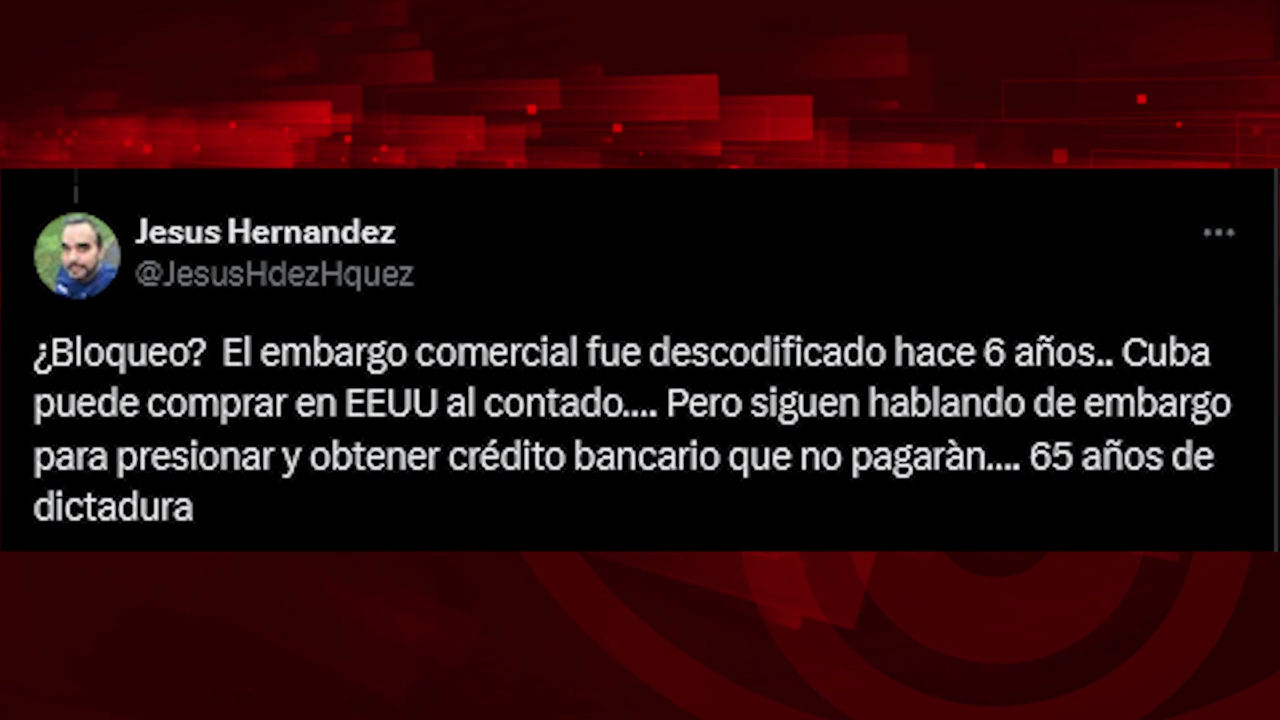 Jesus Hernandez
@JesusHdezHquez
¿Bloqueo?  El embargo comercial fue descodificado hace 6 años.. Cuba
puede comprar en EEUU al contado.... Pero siguen hablando de embargo
para presionar y obtener crédito bancario que no pagaràn.... 65 años de
dictadura